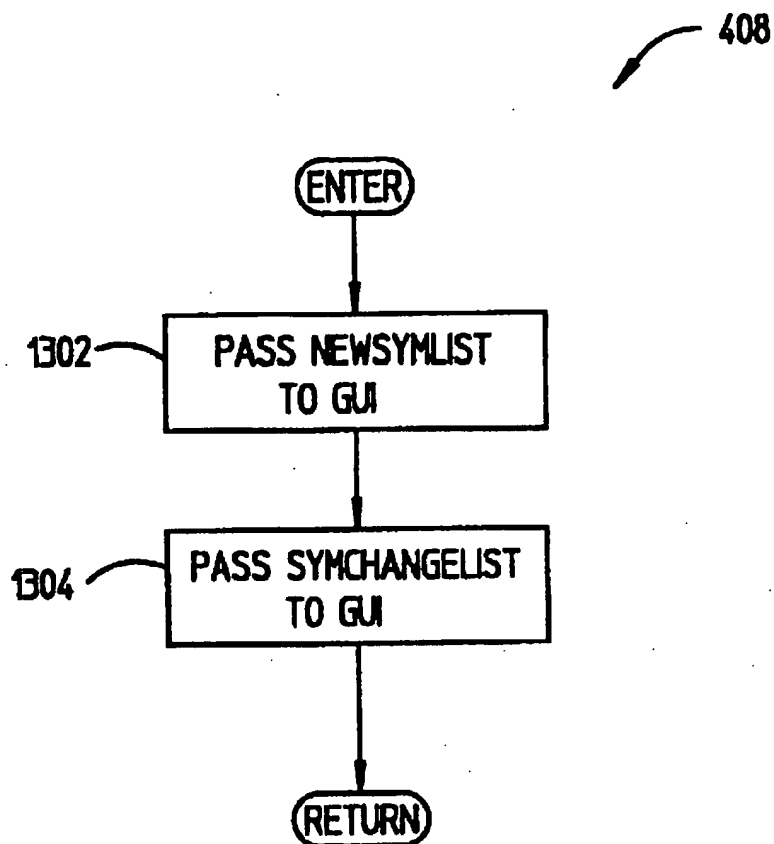 408
ENTER
1302
PASS NEWSYMLIST
TO GUI
1304
PASS SYMCHANGELIST
TO GUI
RETURN